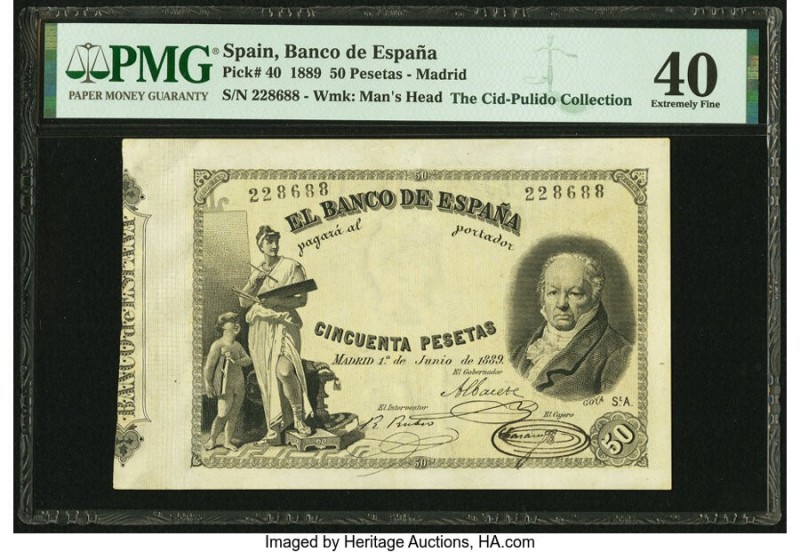 PMG®
PAPER MONEY GUARANTY
Spain, Banco de España
Pick# 40 1889 50 Pesetas - Madrid
S/N 228688 - Wmk: Man's Head The Cid-Pulido Collection
40
Extremely Fine
50
228688
228688
EL BANCO DE ESPAÑA
pagará al portador
CINCUENTA PESETAS
MADRID 1.º de Junio de 1889.
El Gobernador
Albacete
El Interventor
El Cajero
GOYA
50
50
Imaged by Heritage Auctions, HA.com